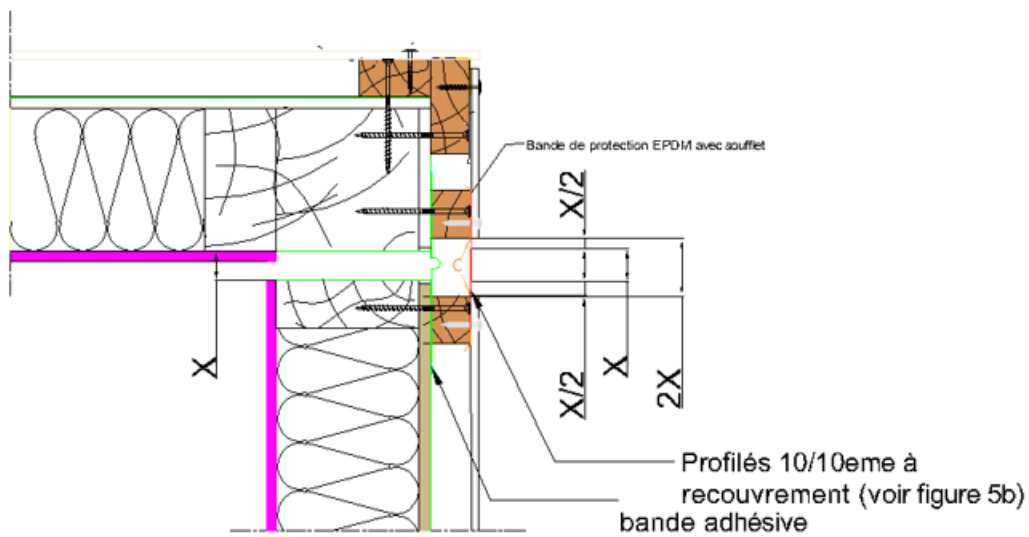 Bande de protection EPDM avec soufflet
X/2
X
X
X/2
2X
Profilés 10/10eme à
recouvrement (voir figure 5b)
bande adhésive